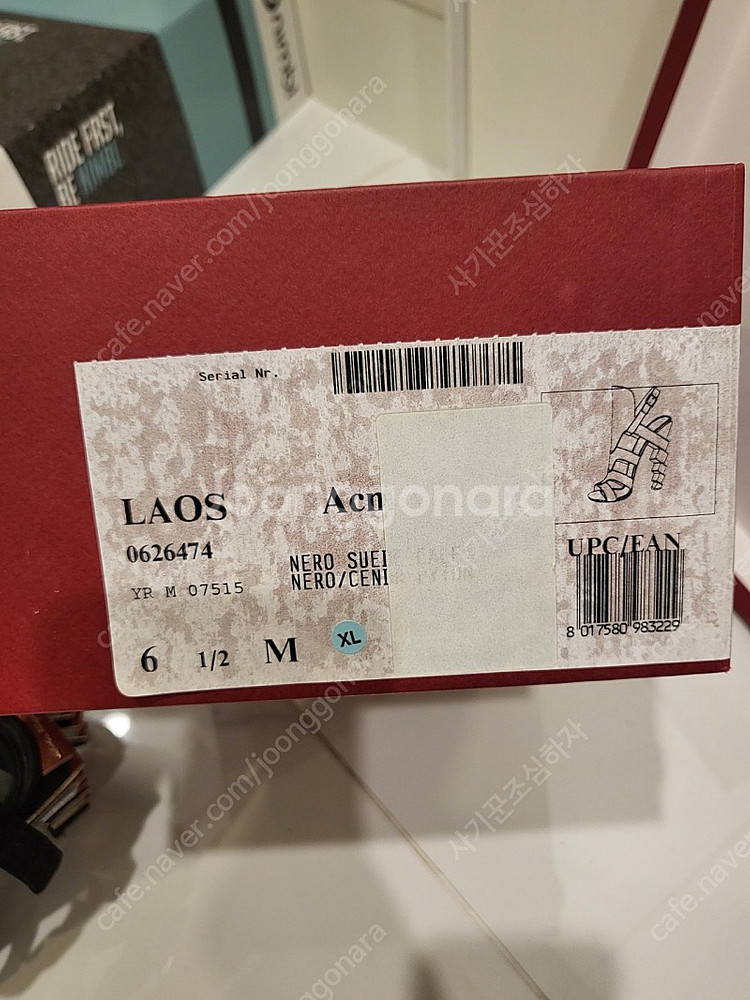 RIDE FAST,
BE
Serial Nr.
LAOS
Acn
0626474
NERO SUE
YR M 07515
NERO/CEN
UPC/EAN
8 017580 983229
6 1/2 M
XL
joonggonara
cafe.naver.com/joonggonara
사기꾼조심하자